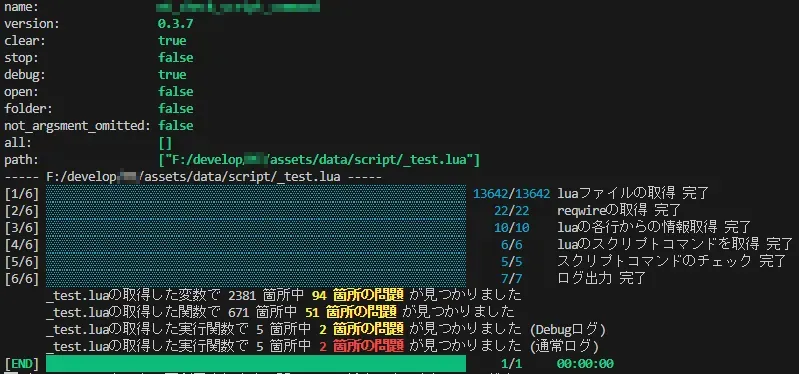 name:
version: 0.3.7
clear: true
stop: false
debug: true
open: false
folder: false
not_argsment_omitted: false
all: []
path: ["F:/develop/ /assets/data/script/_test.lua"]
----- F:/develop/ /assets/data/script/_test.lua -----
[1/6] 13642/13642 luaファイルの取得 完了
[2/6] 22/22 reqwireの取得 完了
[3/6] 10/10 luaの各行からの情報取得 完了
[4/6] 6/6 luaのスクリプトコマンドを取得 完了
[5/6] 5/5 スクリプトコマンドのチェック 完了
[6/6] 7/7 ログ出力 完了
_test.luaの取得した変数で 2381 箇所中 94 箇所の問題 が見つかりました
_test.luaの取得した関数で 671 箇所中 51 箇所の問題 が見つかりました
_test.luaの取得した実行関数で 5 箇所中 2 箇所の問題 が見つかりました (Debugログ)
_test.luaの取得した実行関数で 5 箇所中 2 箇所の問題 が見つかりました (通常ログ)
[END] 1/1 00:00:00